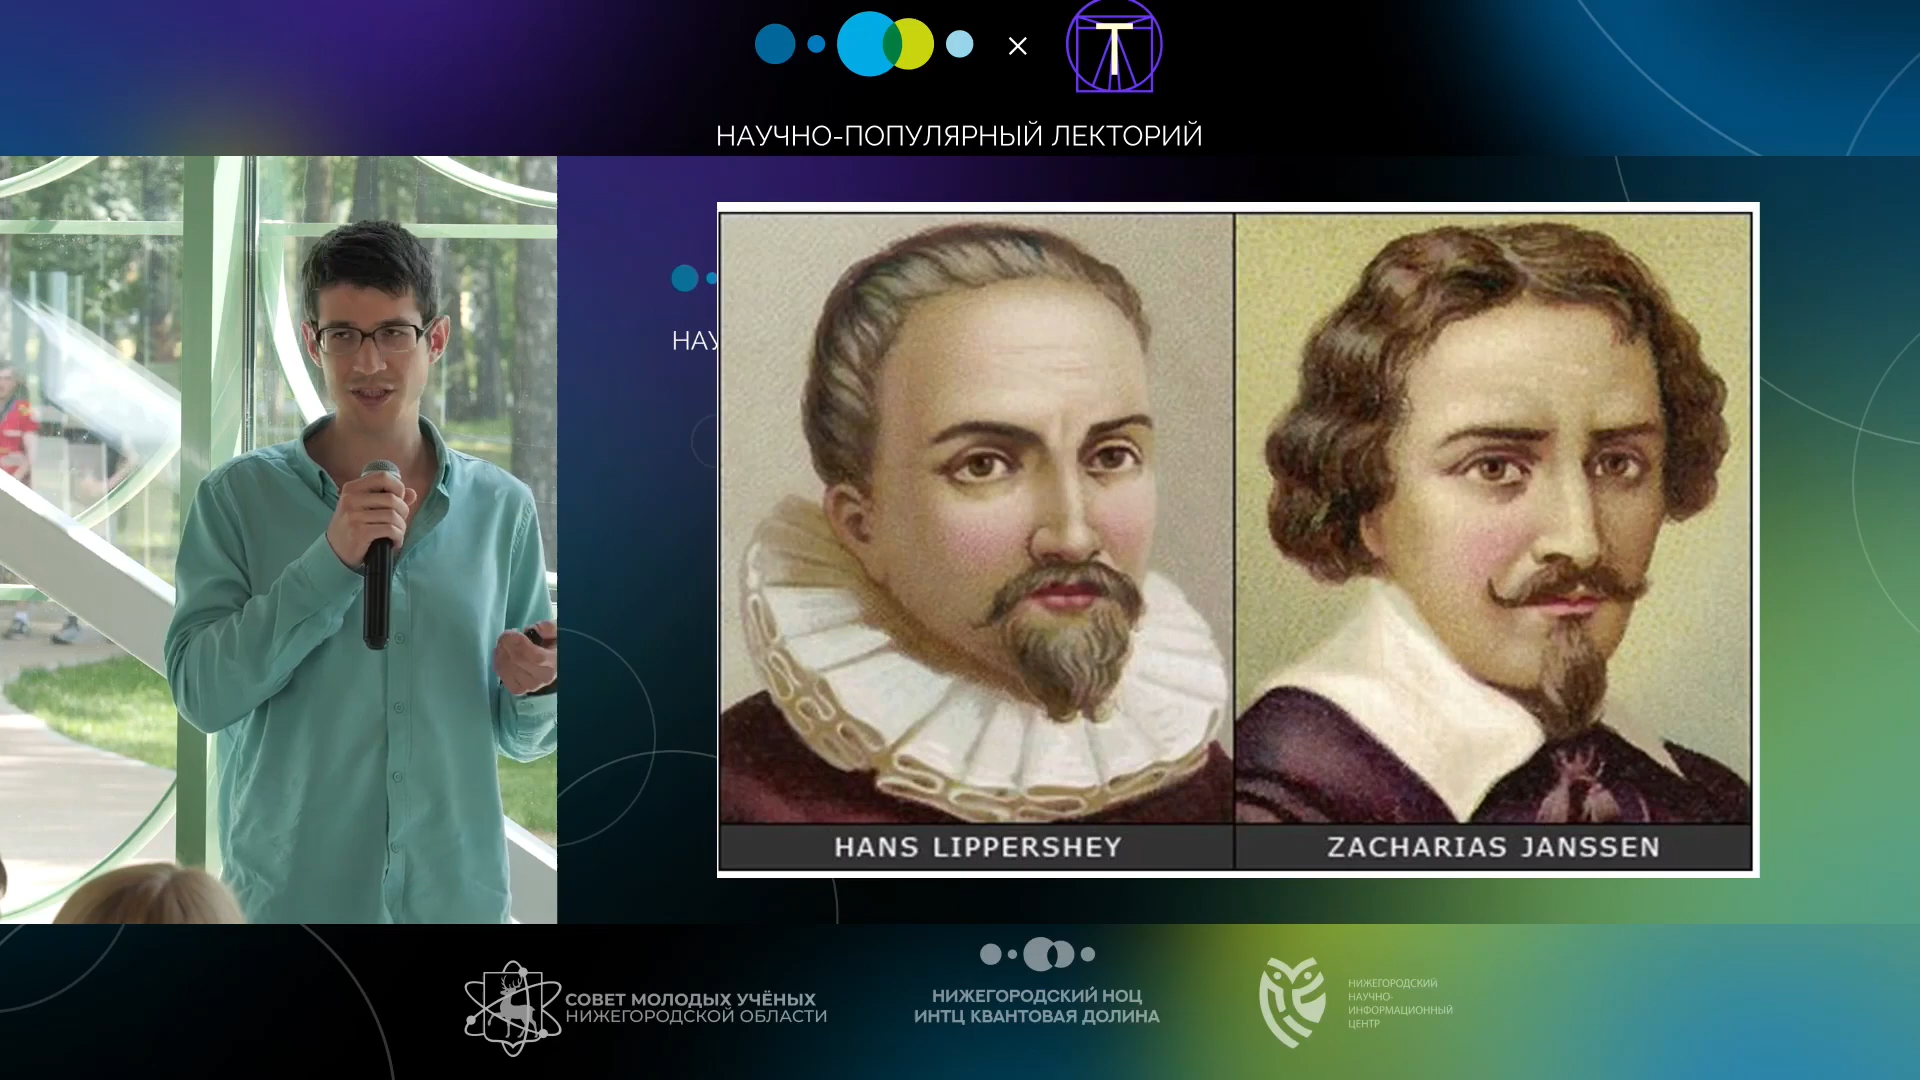 Т
НАУЧНО-ПОПУЛЯРНЫЙ ЛЕКТОРИЙ
НАУ
HANS LIPPERSHEY
ZACHARIAS JANSSEN
СОВЕТ МОЛОДЫХ УЧЁНЫХ
НИЖЕГОРОДСКОЙ ОБЛАСТИ
НИЖЕГОРОДСКИЙ НОЦ
ИНТЦ КВАНТОВАЯ ДОЛИНА
НИЖЕГОРОДСКИЙ
НАУЧНО-
ИНФОРМАЦИОННЫЙ
ЦЕНТР